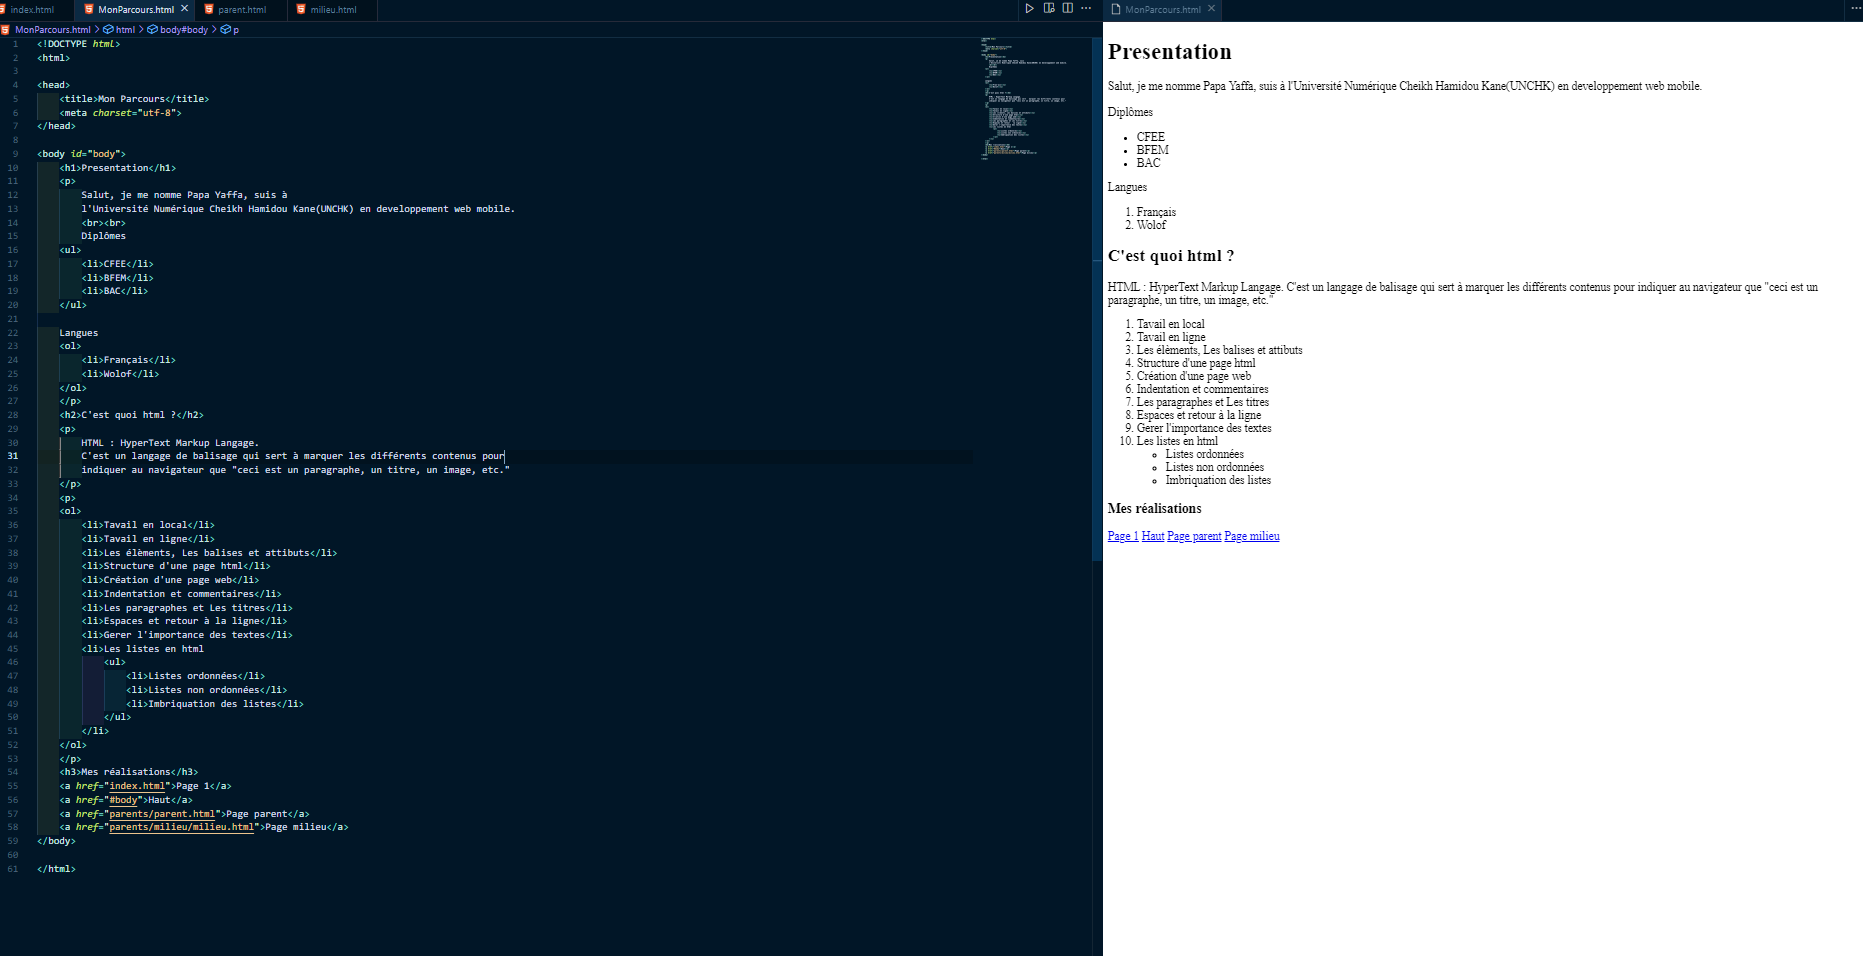 index.html
MonParcours.html
parent.html
milieu.html
MonParcours.html > html > body#body > p
1 <!DOCTYPE html>
2 <html>
3
4 <head>
5 <title>Mon Parcours</title>
6 <meta charset="utf-8">
7 </head>
8
9 <body id="body">
10 <h1>Presentation</h1>
11 <p>
12 Salut, je me nomme Papa Yaffa, suis à
13 l'Université Numérique Cheikh Hamidou Kane(UNCHK) en developpement web mobile.
14 <br><br>
15 Diplômes
16 <ul>
17 <li>CFEE</li>
18 <li>BFEM</li>
19 <li>BAC</li>
20 </ul>
21
22 Langues
23 <ol>
24 <li>Français</li>
25 <li>Wolof</li>
26 </ol>
27 </p>
28 <h2>C'est quoi html ?</h2>
29 <p>
30 HTML : HyperText Markup Langage.
31 C'est un langage de balisage qui sert à marquer les différents contenus pour
32 indiquer au navigateur que "ceci est un paragraphe, un titre, un image, etc."
33 </p>
34 <p>
35 <ol>
36 <li>Tavail en local</li>
37 <li>Tavail en ligne</li>
38 <li>Les élèments, Les balises et attibuts</li>
39 <li>Structure d'une page html</li>
40 <li>Création d'une page web</li>
41 <li>Indentation et commentaires</li>
42 <li>Les paragraphes et Les titres</li>
43 <li>Espaces et retour à la ligne</li>
44 <li>Gerer l'importance des textes</li>
45 <li>Les listes en html
46 <ul>
47 <li>Listes ordonnées</li>
48 <li>Listes non ordonnées</li>
49 <li>Imbriquation des listes</li>
50 </ul>
51 </li>
52 </ol>
53 </p>
54 <h3>Mes réalisations</h3>
55 <a href="index.html">Page 1</a>
56 <a href="#body">Haut</a>
57 <a href="parents/parent.html">Page parent</a>
58 <a href="parents/milieu/milieu.html">Page milieu</a>
59 </body>
60
61 </html>
MonParcours.html
Presentation
Salut, je me nomme Papa Yaffa, suis à l'Université Numérique Cheikh Hamidou Kane(UNCHK) en developpement web mobile.
Diplômes
• CFEE
• BFEM
• BAC
Langues
1. Français
2. Wolof
C'est quoi html ?
HTML : HyperText Markup Langage. C'est un langage de balisage qui sert à marquer les différents contenus pour indiquer au navigateur que "ceci est un
paragraphe, un titre, un image, etc."
1. Tavail en local
2. Tavail en ligne
3. Les élèments, Les balises et attibuts
4. Structure d'une page html
5. Création d'une page web
6. Indentation et commentaires
7. Les paragraphes et Les titres
8. Espaces et retour à la ligne
9. Gerer l'importance des textes
10. Les listes en html
Listes ordonnées
Listes non ordonnées
Imbriquation des listes
Mes réalisations
Page 1 Haut Page parent Page milieu